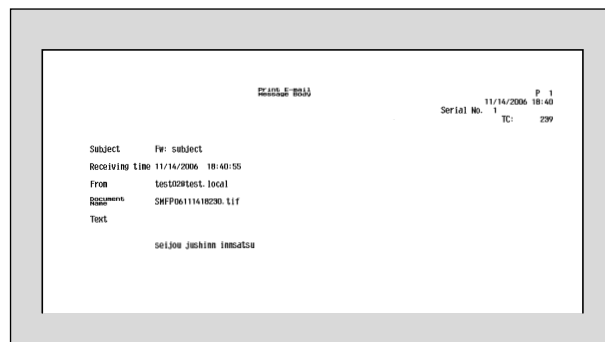 Print E-mail
Message Body
P 1
11/14/2006 18:40
Serial No. 1
TC: 239
Subject Fw: subject
Receiving time 11/14/2006 18:40:55
From test02@test.local
Document
Name SMFP06111418230.tif
Text
seijou jushinn innsatsu